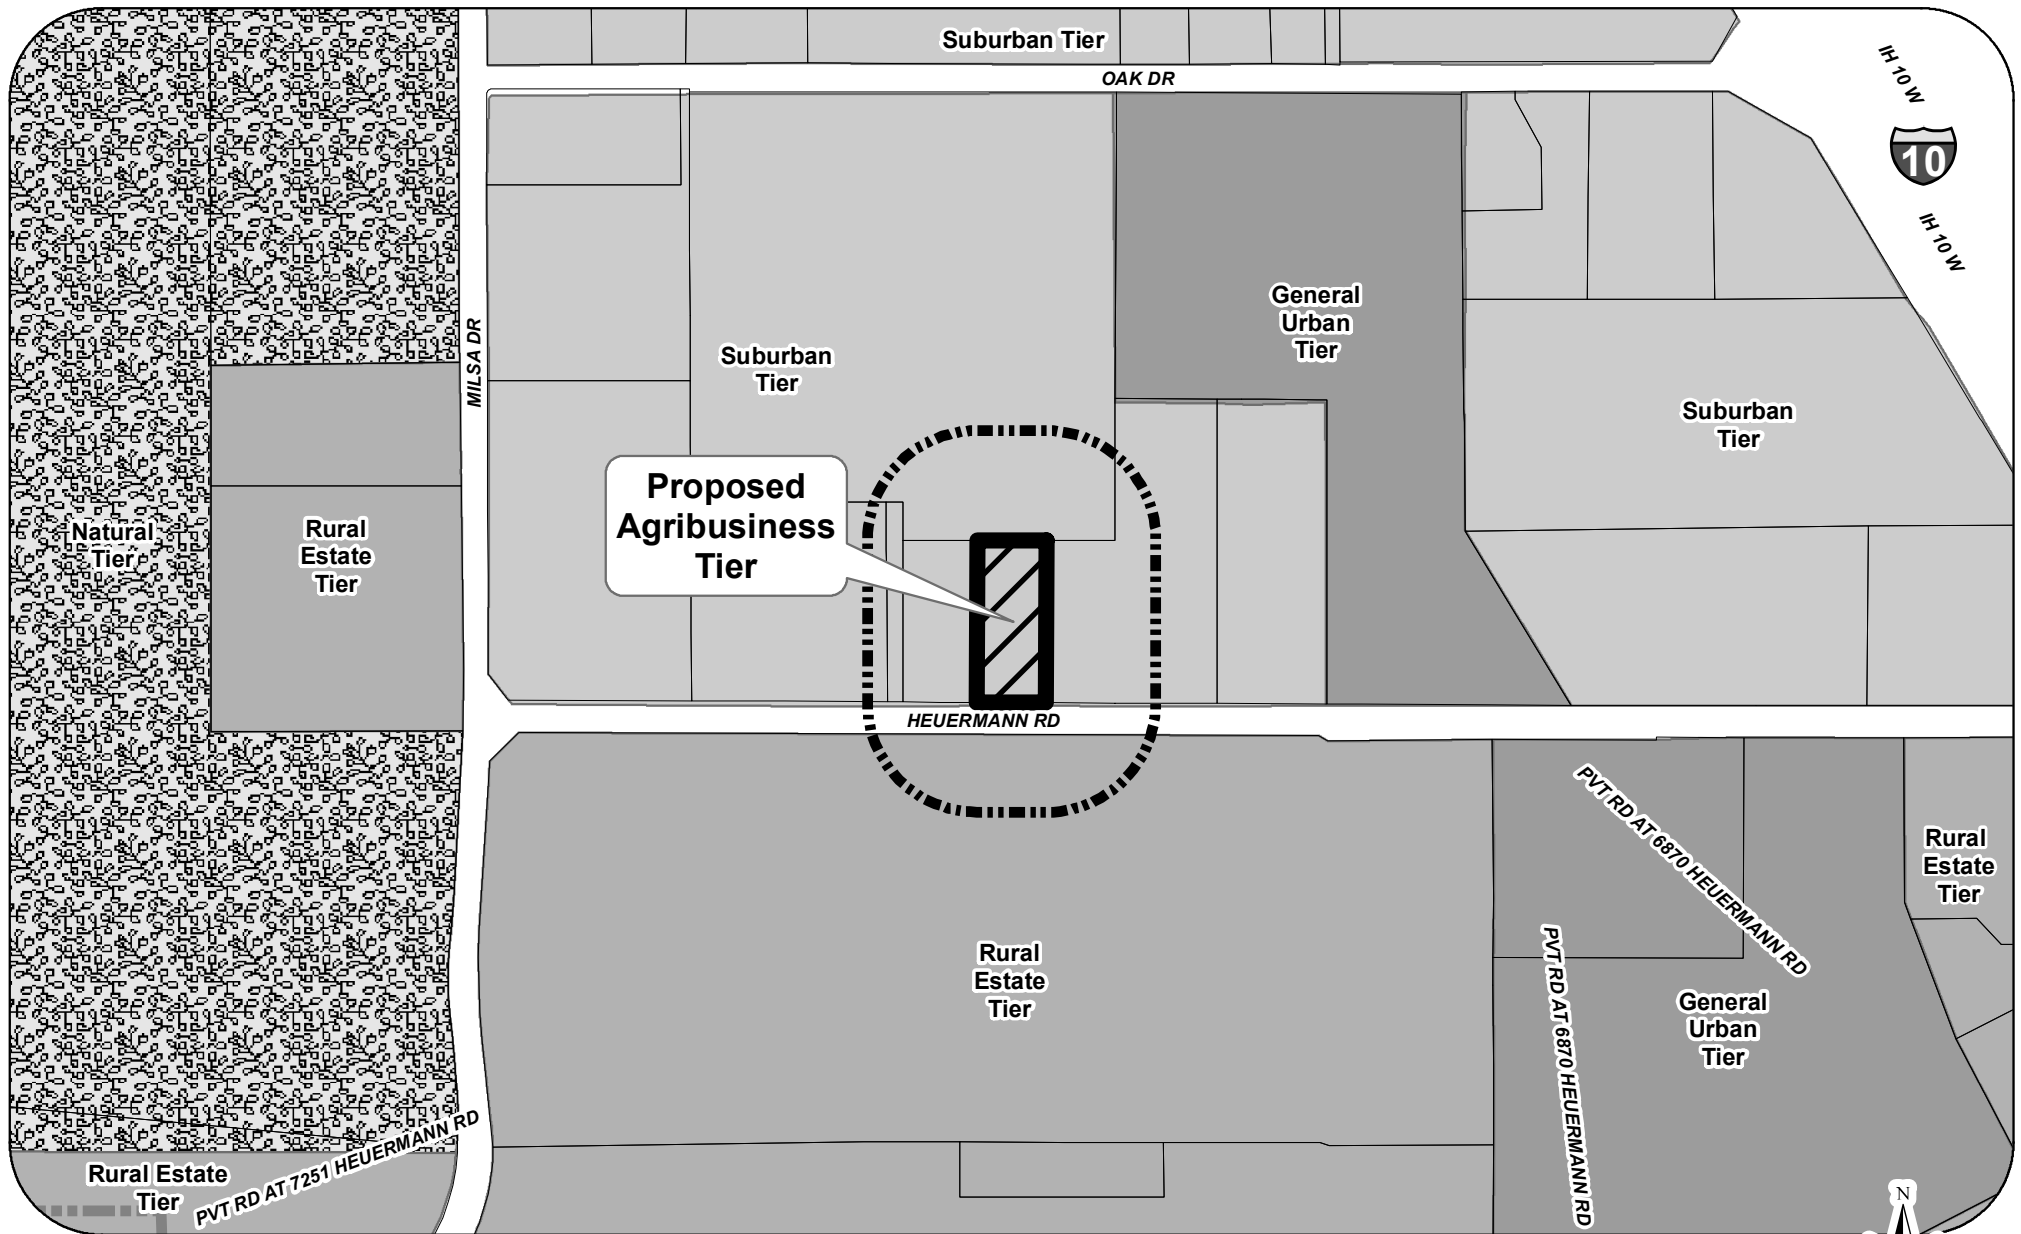 Suburban Tier
OAK DR
IH 10 W
10
IH 10 W
General
Urban
Tier
MILSA DR
Suburban
Tier
Suburban
Tier
Proposed
Agribusiness
Tier
Natural
Tier
Rural
Estate
Tier
HEUERMANN RD
PVT RD AT 6870 HEUERMANN RD
Rural
Estate
Tier
Rural
Estate
Tier
PVT RD AT 6870 HEUERMANN RD
General
Urban
Tier
PVT RD AT 7251 HEUERMANN RD
Rural Estate
Tier
N